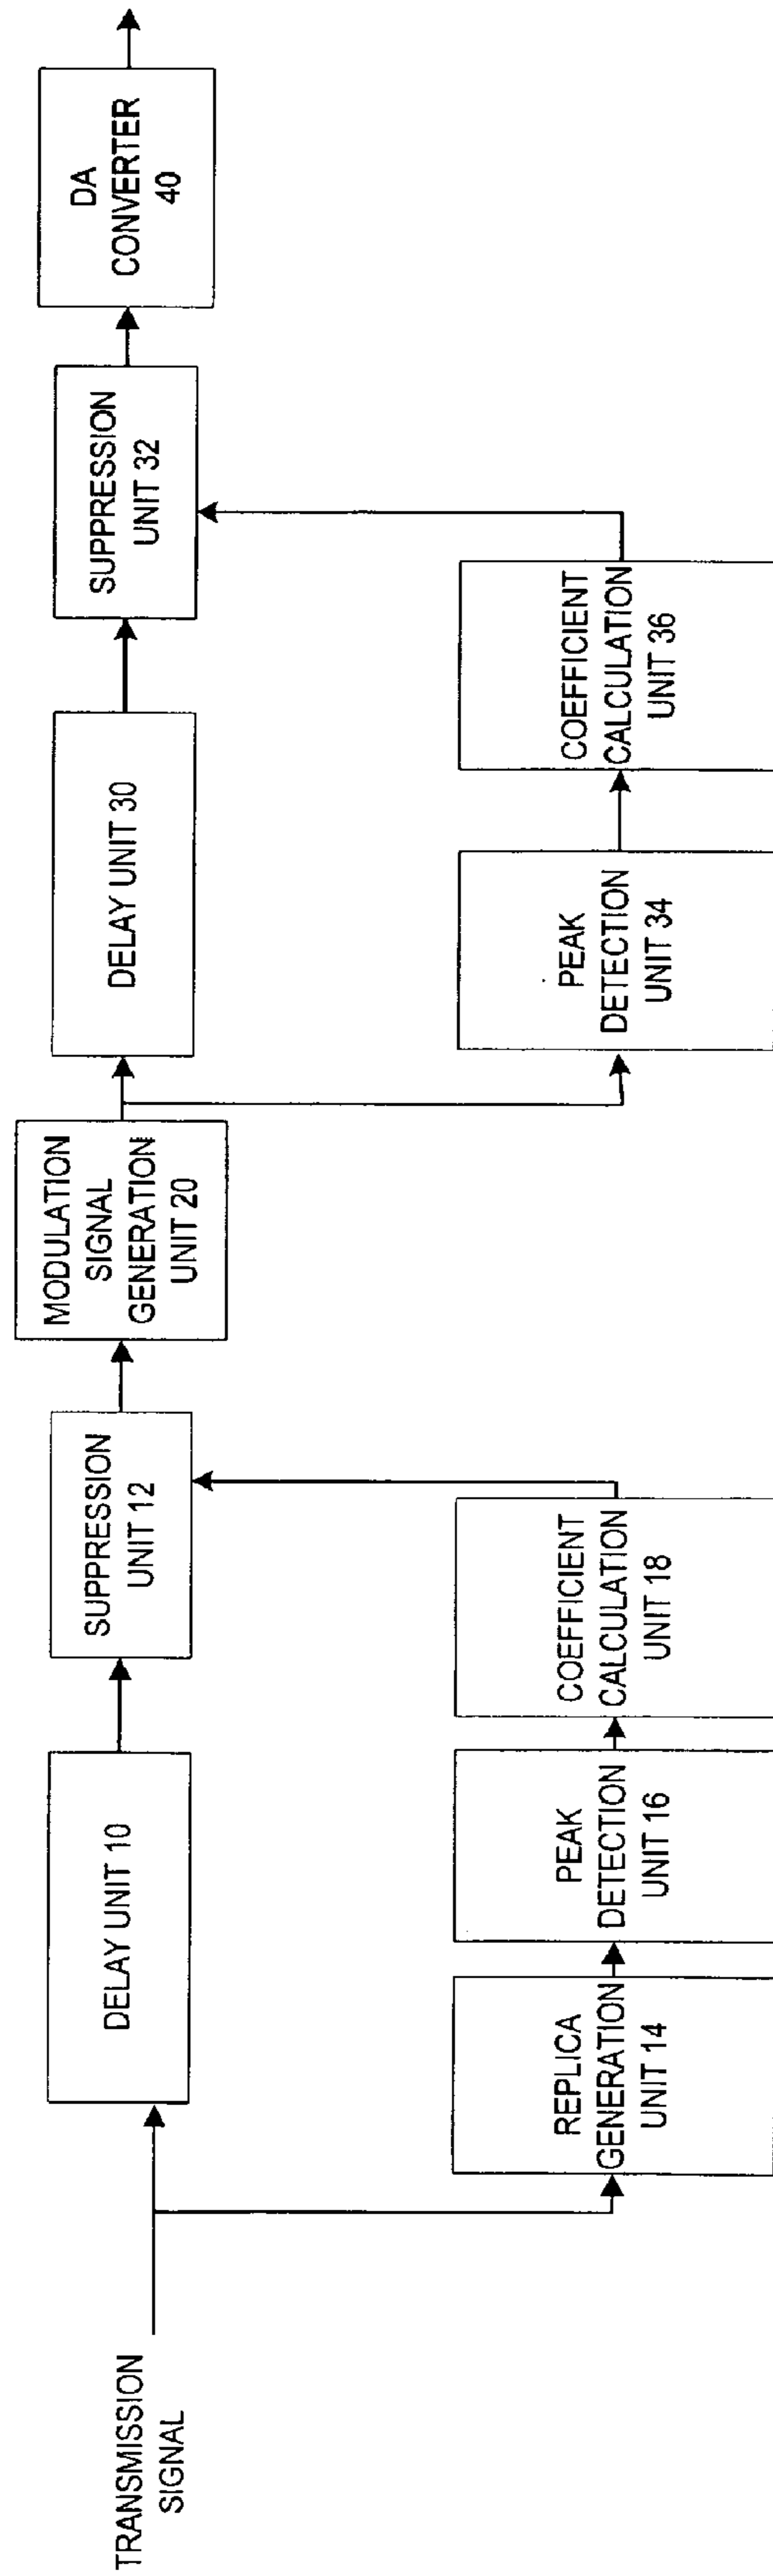 TRANSMISSION
SIGNAL
DELAY UNIT 10
SUPPRESSION
UNIT 12
MODULATION
SIGNAL
GENERATION
UNIT 20
DELAY UNIT 30
SUPPRESSION
UNIT 32
DA
CONVERTER
40
REPLICA
GENERATION
UNIT 14
PEAK
DETECTION
UNIT 16
COEFFICIENT
CALCULATION
UNIT 18
PEAK
DETECTION
UNIT 34
COEFFICIENT
CALCULATION
UNIT 36